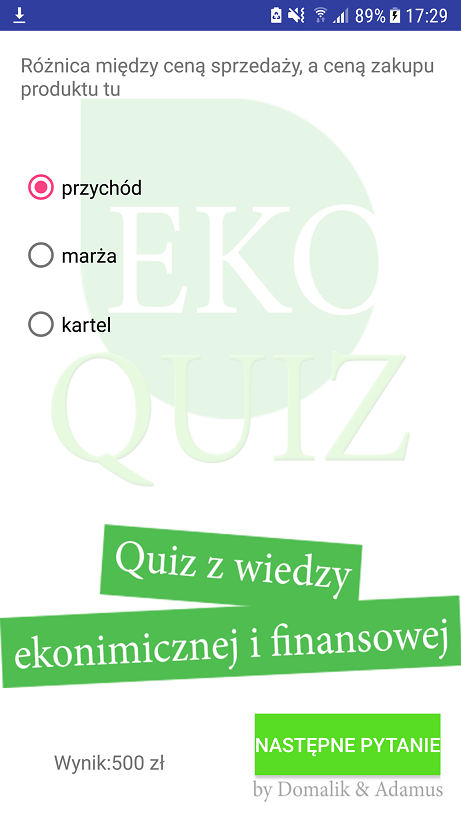 89% 17:29
Różnica między ceną sprzedaży, a ceną zakupu
produktu tu
przychód
marża
kartel
EKO
QUIZ
Quiz z wiedzy
ekonimicznej i finansowej
Wynik:500 zł
NASTĘPNE PYTANIE
by Domalik & Adamus